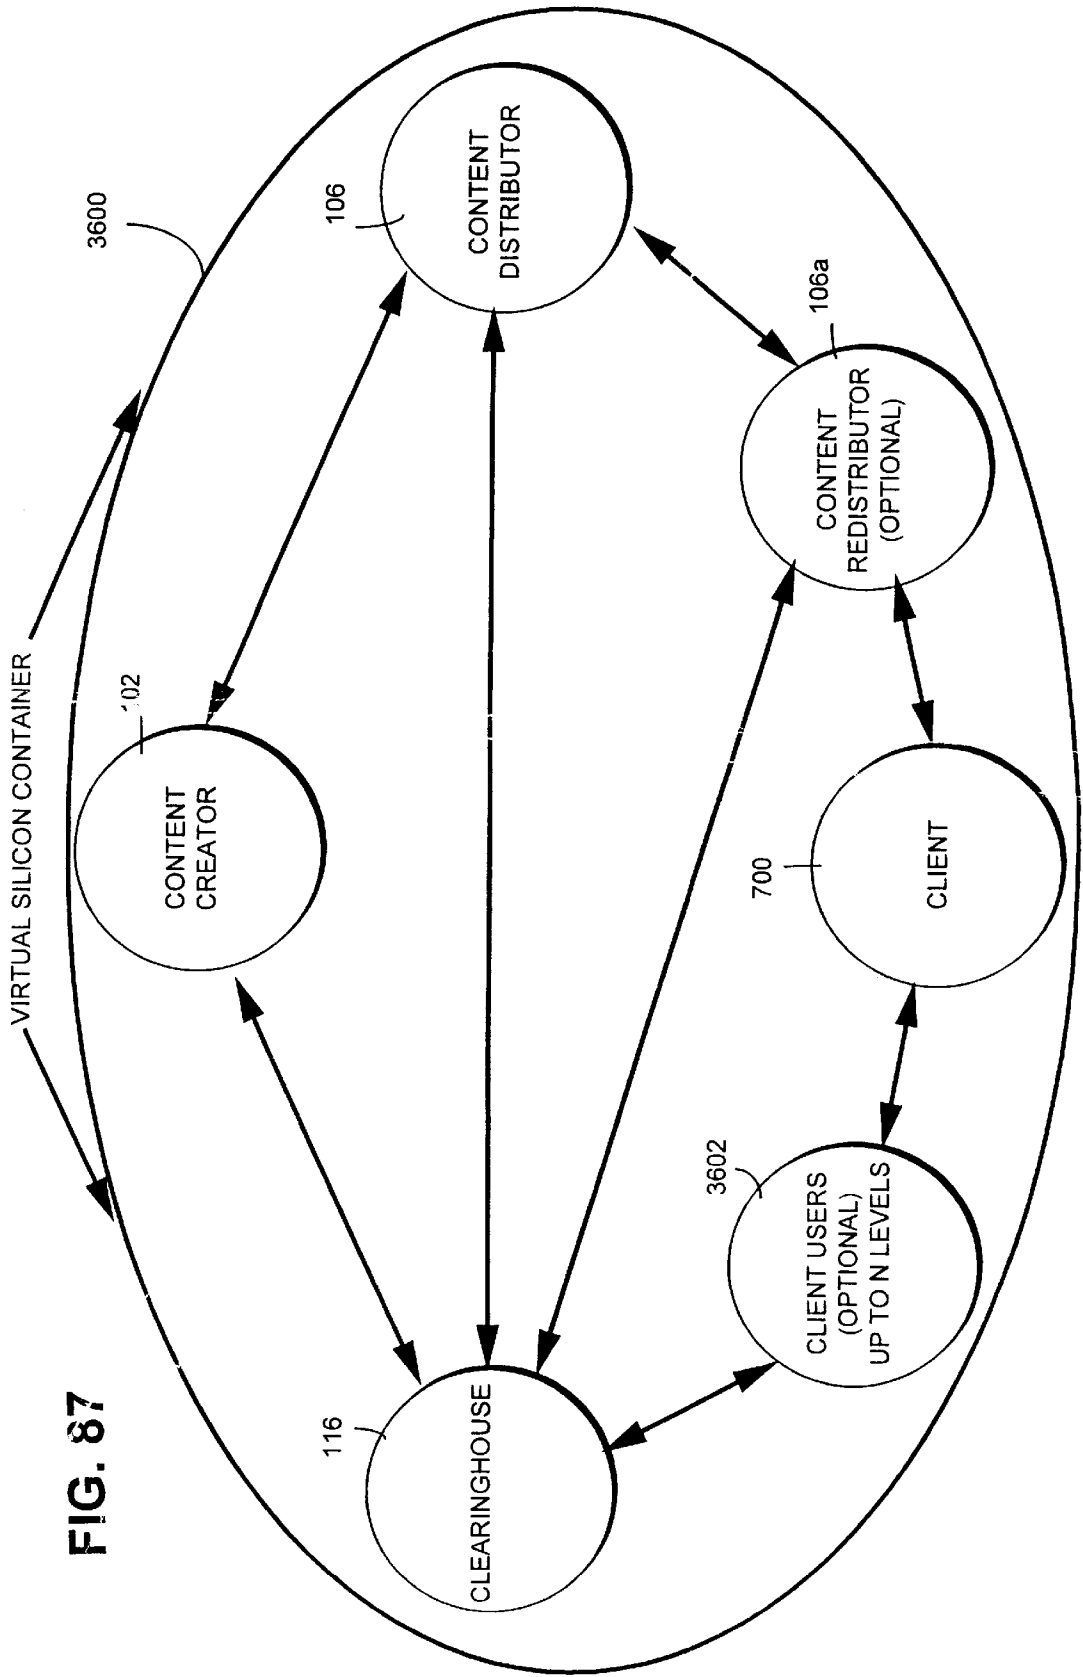 FIG. 87
VIRTUAL SILICON CONTAINER
3600
102
CONTENT
CREATOR
106
CONTENT
DISTRIBUTOR
116
CLEARINGHOUSE
106a
CONTENT
REDISTRIBUTOR
(OPTIONAL)
3602
CLIENT USERS
(OPTIONAL)
UP TO N LEVELS
700
CLIENT